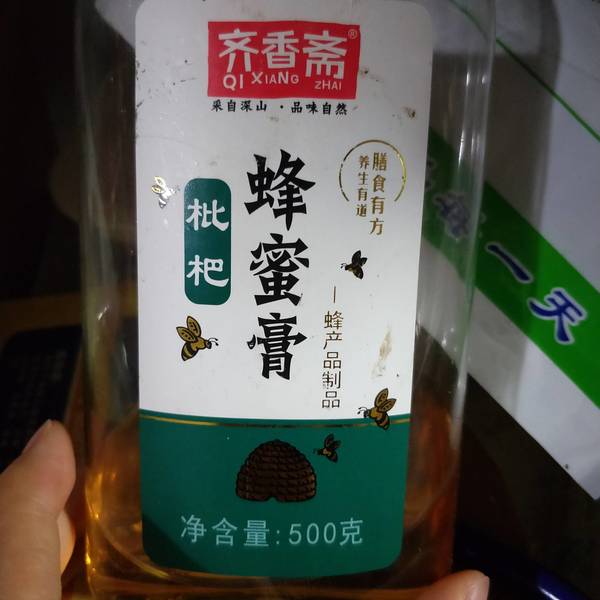 齐香斋®
QI XIANG ZHAI
采自深山·品味自然
膳食有方
养生有道
蜂蜜膏
枇杷
蜂产品制品
净含量:500克
一天